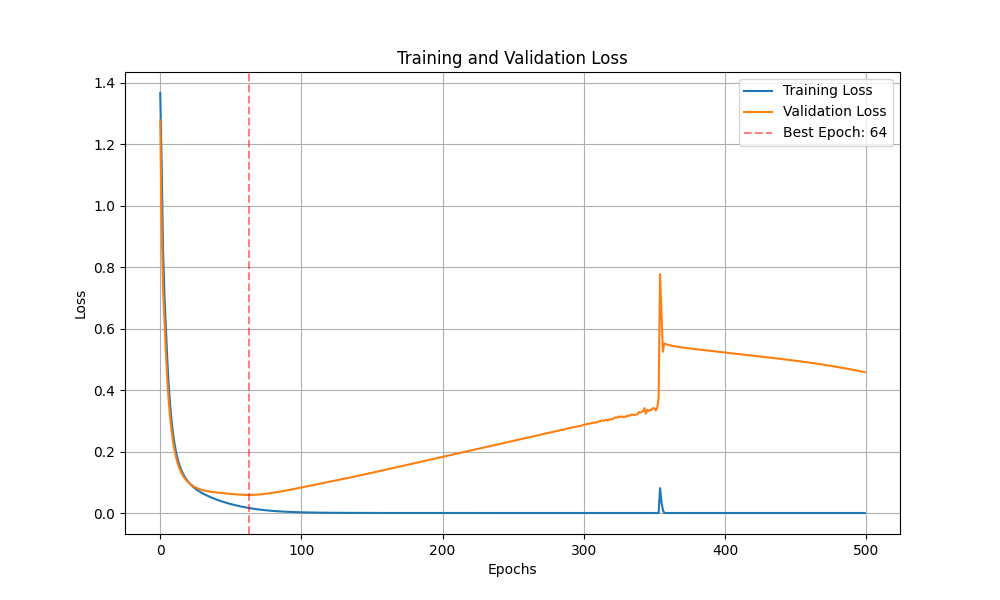 Training and Validation Loss
Training Loss
Validation Loss
Best Epoch: 64
Loss
1.4
1.2
1.0
0.8
0.6
0.4
0.2
0.0
0 100 200 300 400 500
Epochs